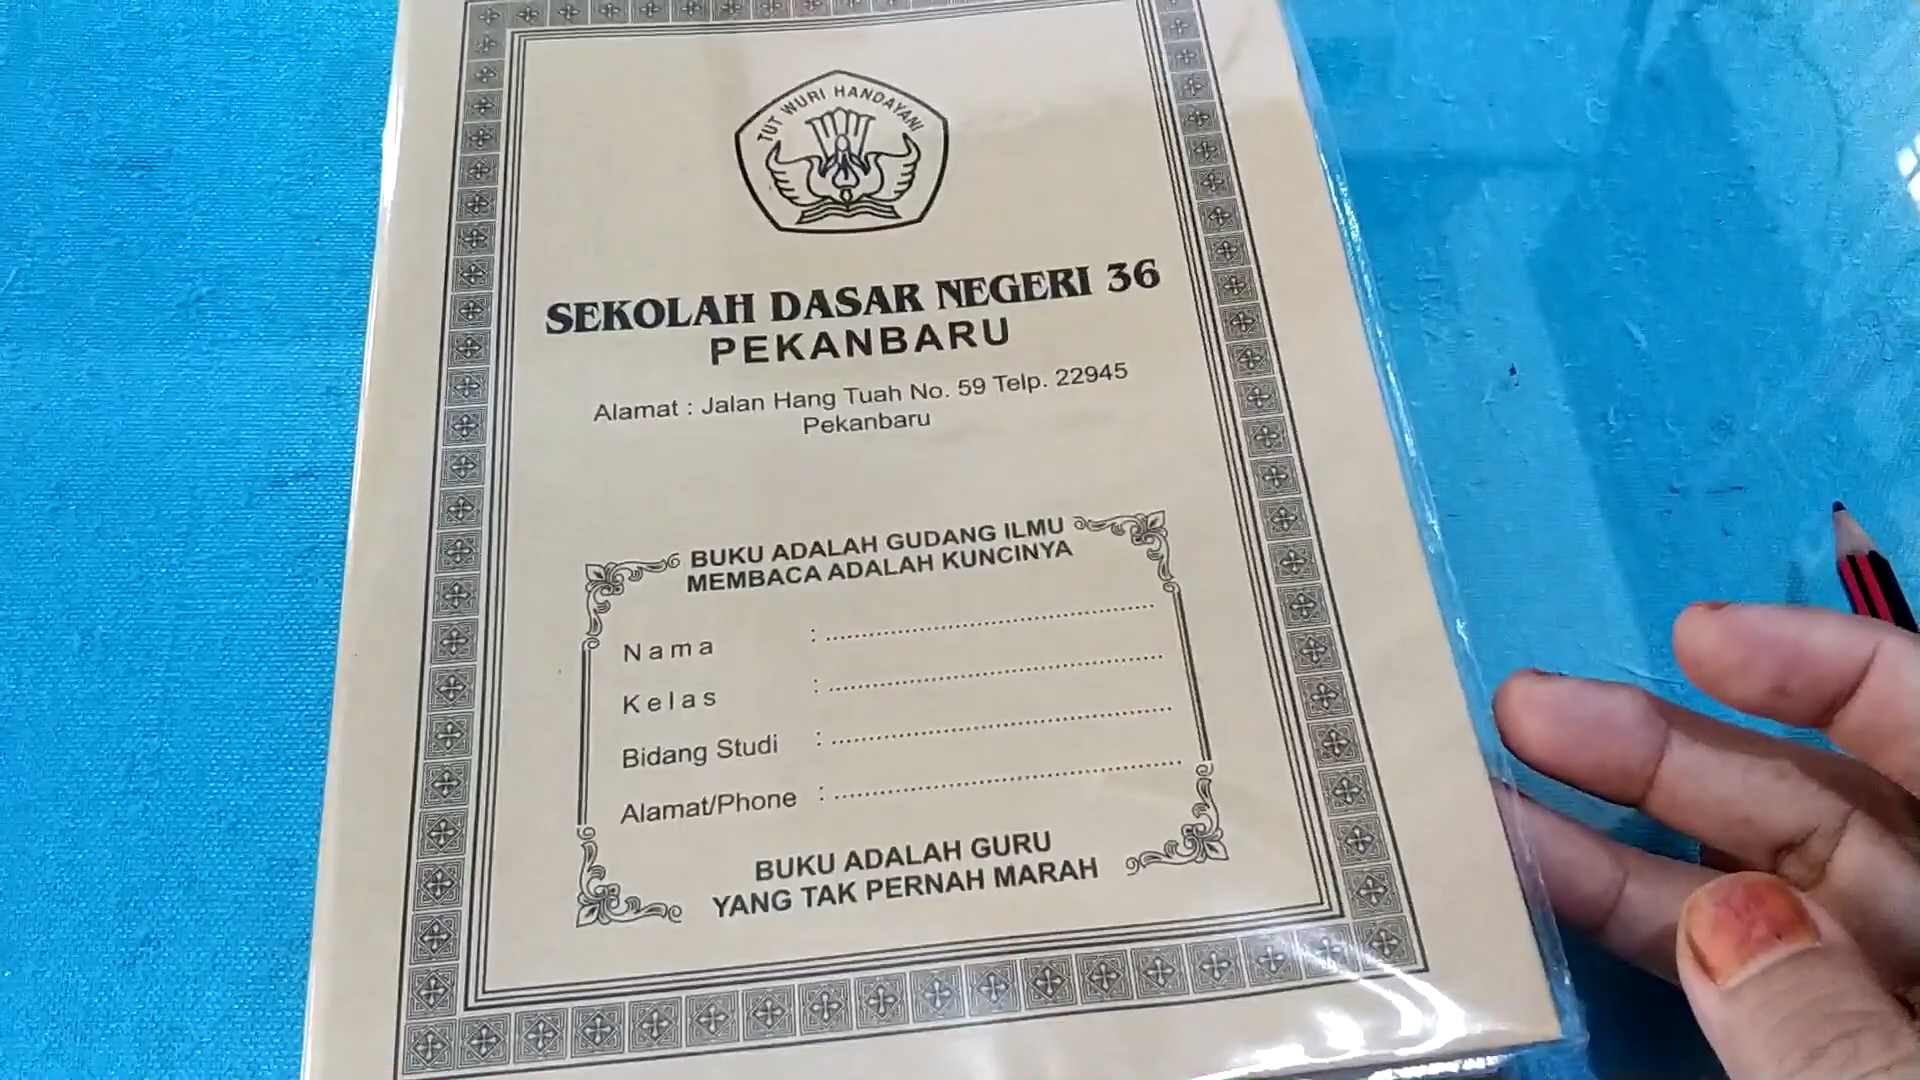 TUT WURI HANDAYANI
SEKOLAH DASAR NEGERI 36
PEKANBARU
Alamat : Jalan Hang Tuah No. 59 Telp. 22945
Pekanbaru
BUKU ADALAH GUDANG ILMU
MEMBACA ADALAH KUNCINYA
Nama : ..................................................
Kelas : ..................................................
Bidang Studi : ..................................................
Alamat/Phone : ..................................................
BUKU ADALAH GURU
YANG TAK PERNAH MARAH